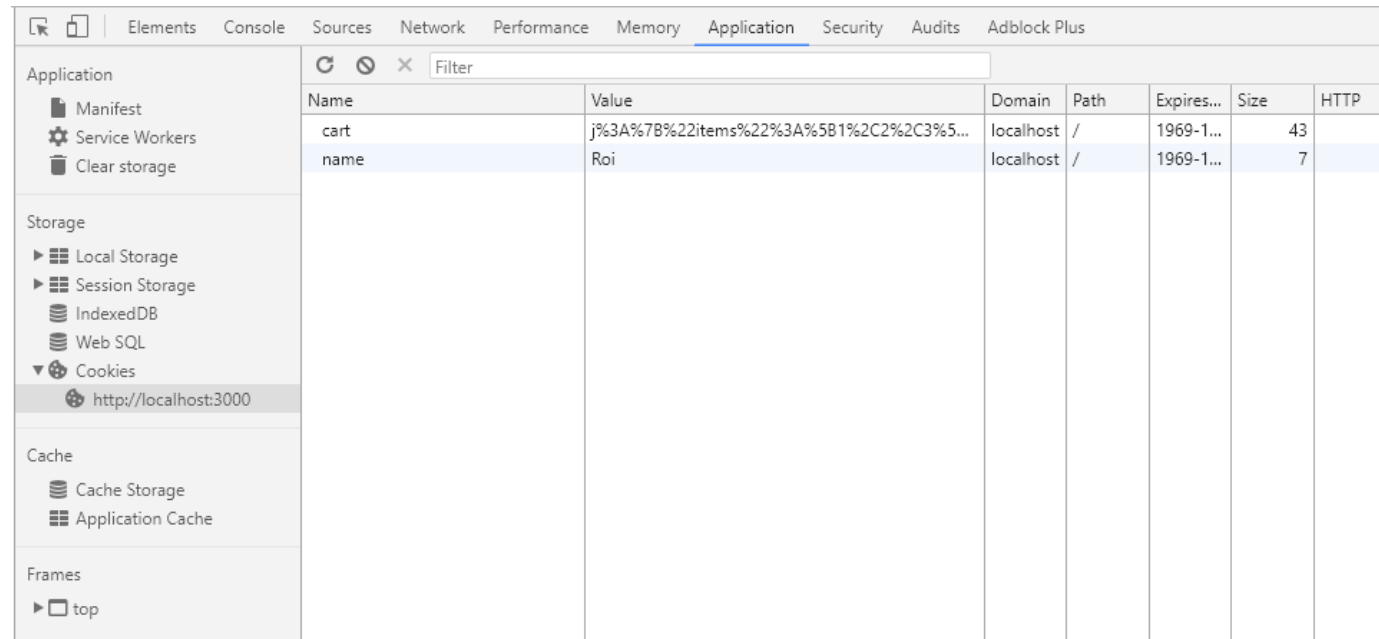 Elements Console Sources Network Performance Memory Application Security Audits Adblock Plus
Application
Manifest
Service Workers
Clear storage
Storage
Local Storage
Session Storage
IndexedDB
Web SQL
Cookies
http://localhost:3000
Cache
Cache Storage
Application Cache
Frames
top
Filter
Name Value Domain Path Expires... Size HTTP
cart j%3A%7B%22items%22%3A%5B1%2C2%2C3%5... localhost / 1969-1... 43
name Roi localhost / 1969-1... 7